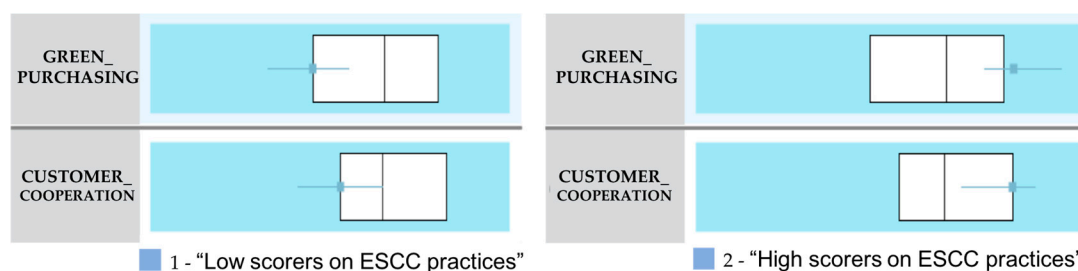 GREEN_
PURCHASING
CUSTOMER_
COOPERATION
1 - “Low scorers on ESCC practices”
GREEN_
PURCHASING
CUSTOMER_
COOPERATION
2 - “High scorers on ESCC practices”